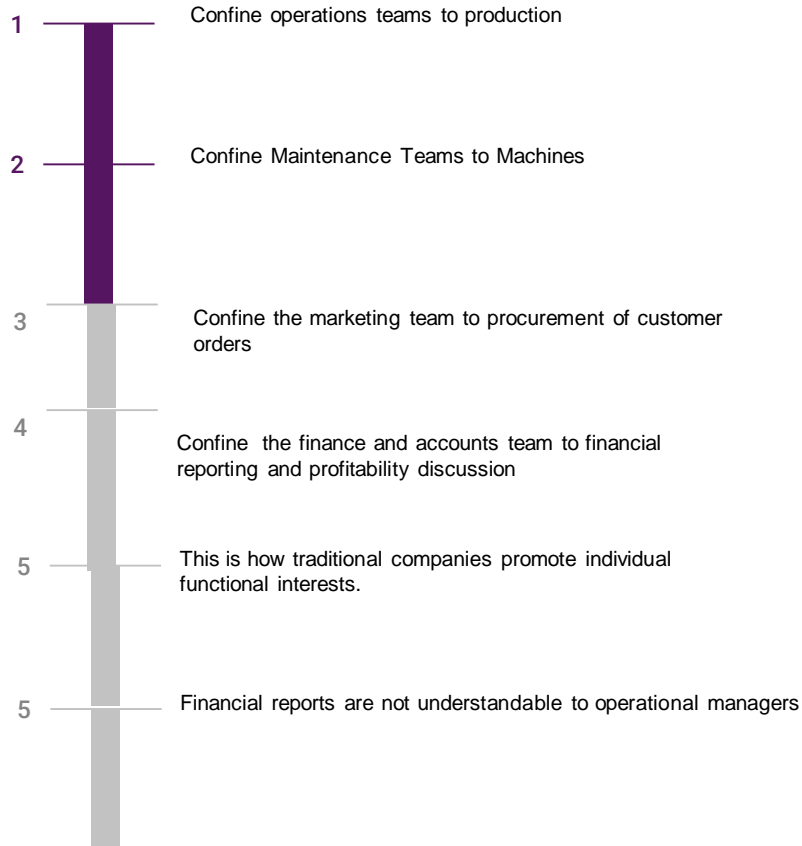 1
Confine operations teams to production
2
Confine Maintenance Teams to Machines
3
Confine the marketing team to procurement of customer
orders
4
Confine the finance and accounts team to financial
reporting and profitability discussion
5
This is how traditional companies promote individual
functional interests.
5
Financial reports are not understandable to operational managers